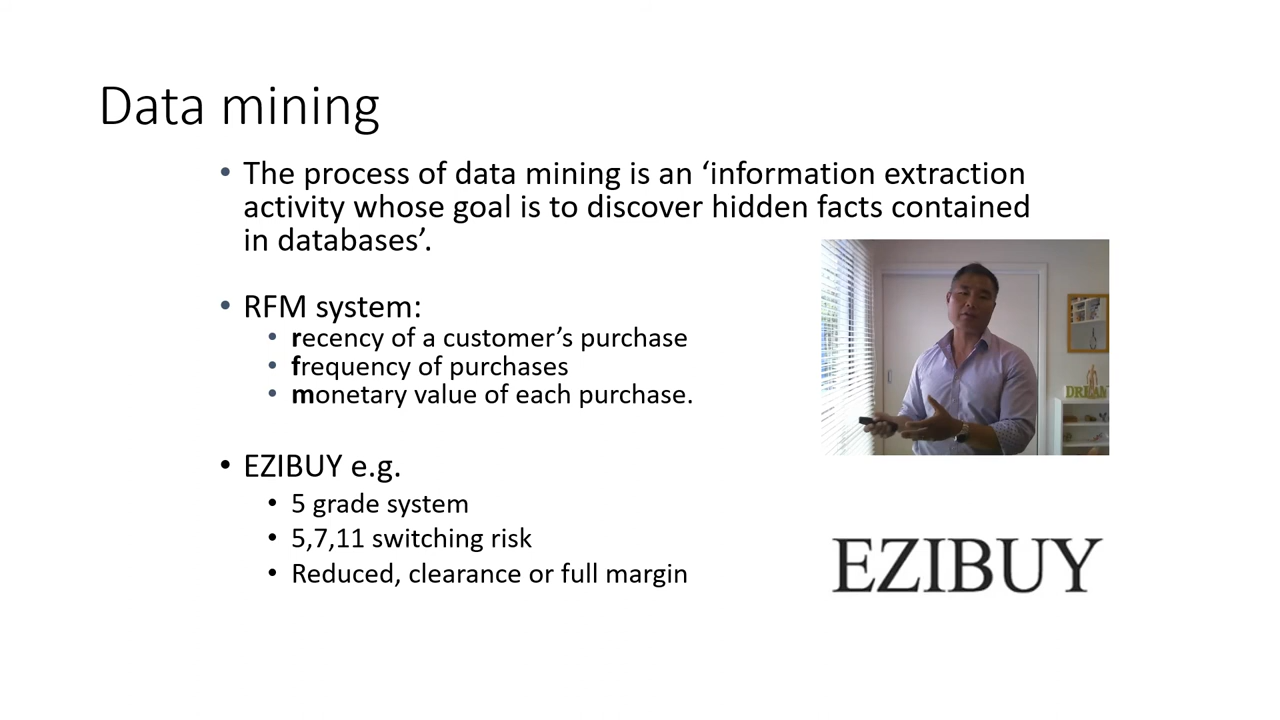 Data mining
• The process of data mining is an ‘information extraction
activity whose goal is to discover hidden facts contained
in databases’.
• RFM system:
• recency of a customer’s purchase
• frequency of purchases
• monetary value of each purchase.
DREAM
• EZIBUY e.g.
• 5 grade system
• 5,7,11 switching risk
• Reduced, clearance or full margin
EZIBUY